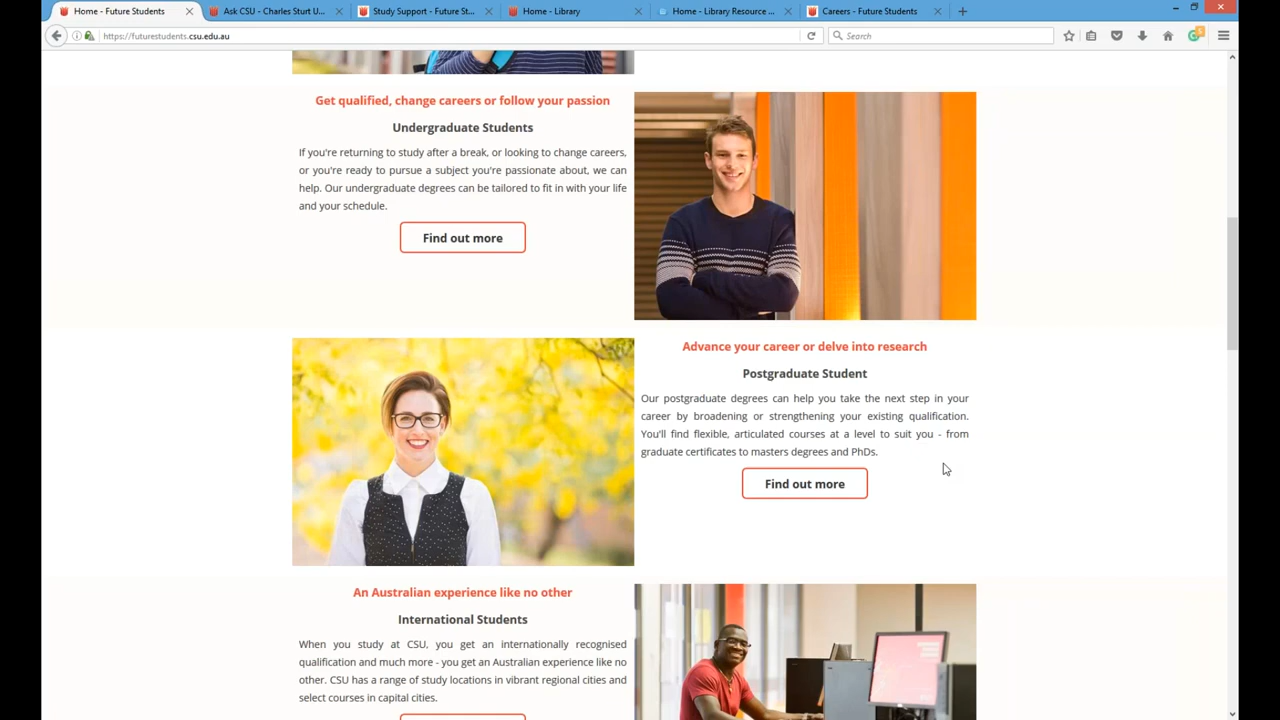 Home - Future Students
Ask CSU - Charles Sturt U...
Study Support - Future St...
Home - Library
Home - Library Resource ...
Careers - Future Students
https://futurestudents.csu.edu.au
Search
Get qualified, change careers or follow your passion
Undergraduate Students
If you're returning to study after a break, or looking to change careers,
or you're ready to pursue a subject you're passionate about, we can
help. Our undergraduate degrees can be tailored to fit in with your life
and your schedule.
Find out more
Advance your career or delve into research
Postgraduate Student
Our postgraduate degrees can help you take the next step in your
career by broadening or strengthening your existing qualification.
You'll find flexible, articulated courses at a level to suit you - from
graduate certificates to masters degrees and PhDs.
Find out more
An Australian experience like no other
International Students
When you study at CSU, you get an internationally recognised
qualification and much more - you get an Australian experience like no
other. CSU has a range of study locations in vibrant regional cities and
select courses in capital cities.